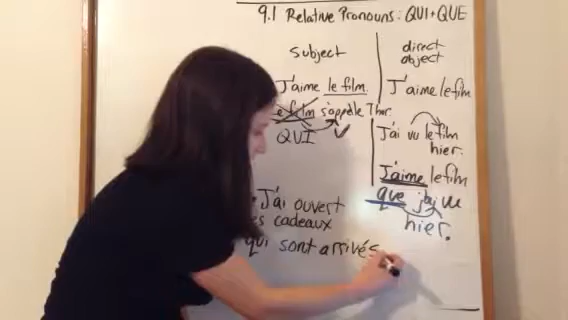 9.1 Relative Pronouns: QUI + QUE
subject
J'aime le film.
film s'appelle Thor.
QUI
J'ai ouvert
cadeaux
qui sont arrivés
direct
object
J'aime le film
J'ai vu le film
hier.
J'aime le film
que j'ai vu
hier.